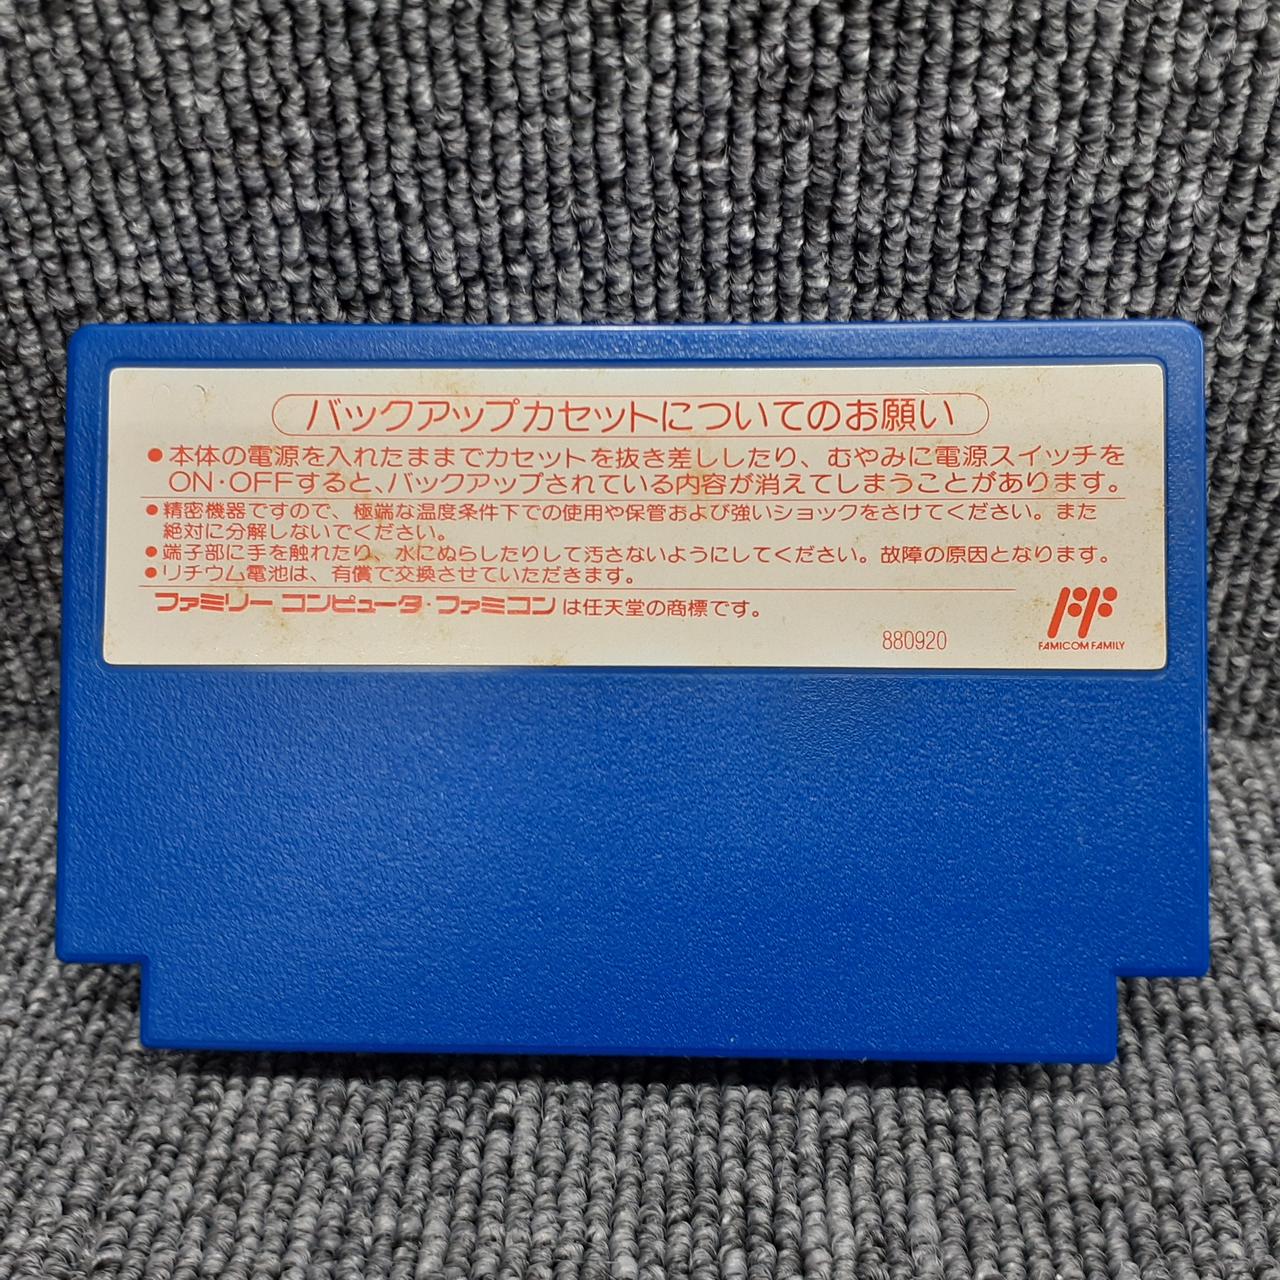 バックアップカセットについてのお願い
●本体の電源を入れたままでカセットを抜き差ししたり、むやみに電源スイッチを
ON・OFFすると、バックアップされている内容が消えてしまうことがあります。
●精密機器ですので、極端な温度条件下での使用や保管および強いショックをさけてください。また
絶対に分解しないでください。
●端子部に手を触れたり、水にぬらしたりして汚さないようにしてください。故障の原因となります。
●リチウム電池は、有償で交換させていただきます。
ファミリー コンピュータ・ファミコン は任天堂の商標です。
880920
FF
FAMICOM FAMILY